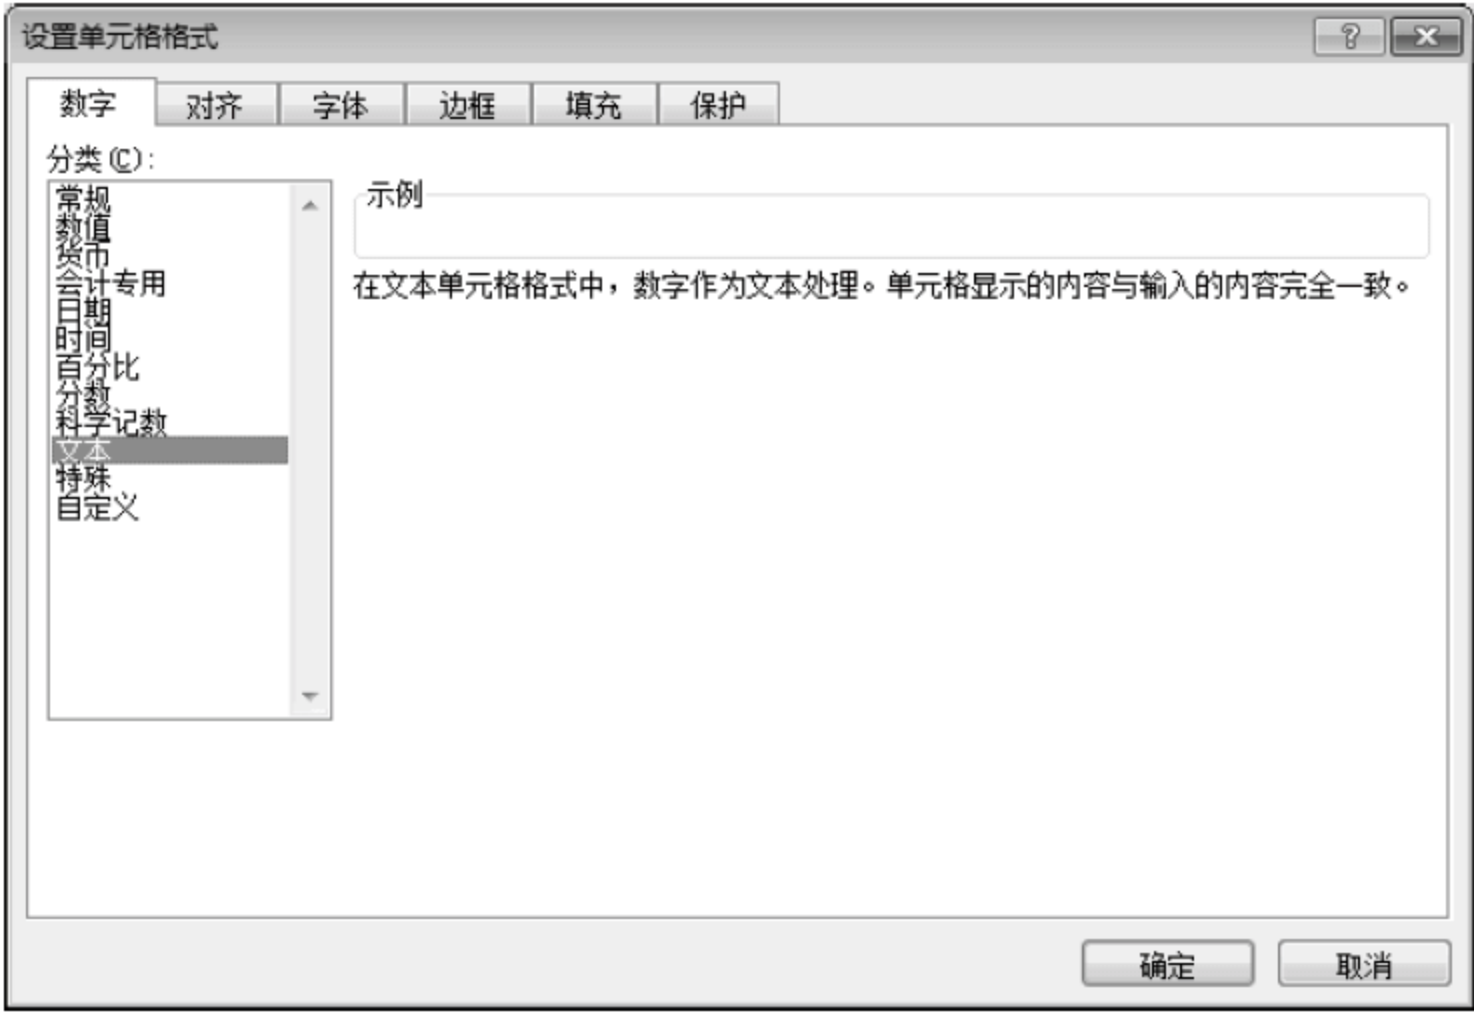 设置单元格格式
数字 对齐 字体 边框 填充 保护
分类(C):
常规
数值
货币
会计专用
日期
时间
百分比
分数
科学记数
文本
特殊
自定义
示例
在文本单元格格式中，数字作为文本处理。单元格显示的内容与输入的内容完全一致。
确定 取消